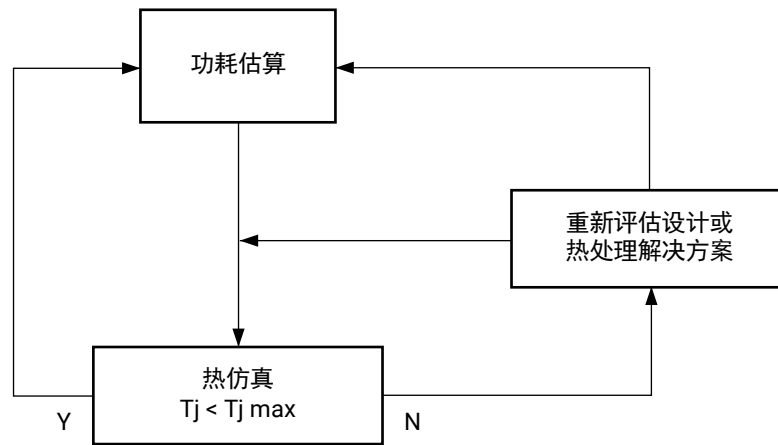 功耗估算
重新评估设计或
热处理解决方案
热仿真
Tj < Tj max
Y
N